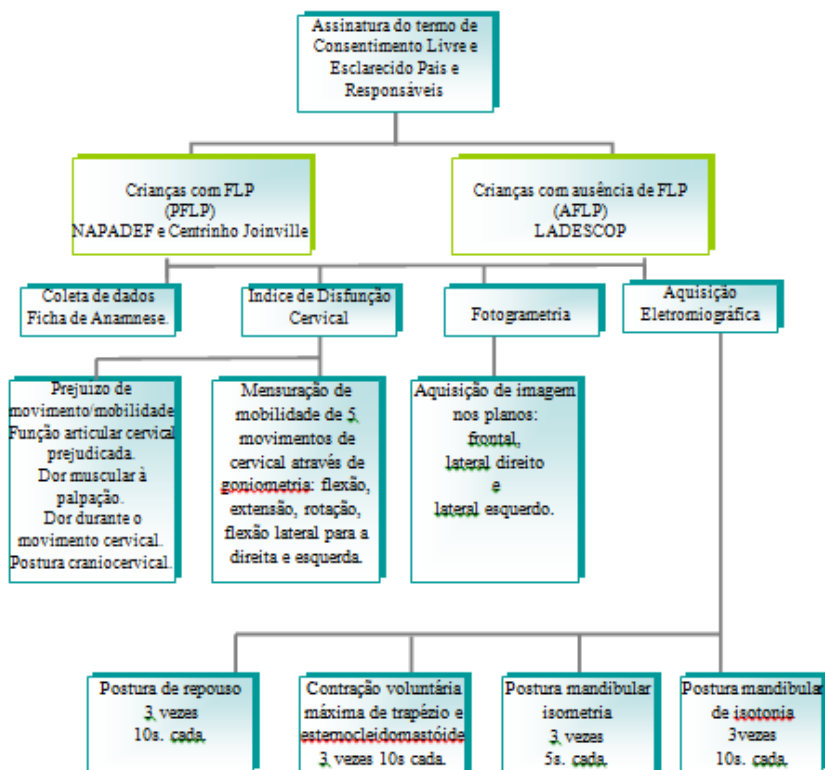 Assinatura do termo de
Consentimento Livre e
Esclarecido Pais e
Responsáveis
Crianças com FLP
(PFLP)
NAPADEF e Centrinho Joinville
Crianças com ausência de FLP
(AFLP)
LADESCOP
Coleta de dados
Ficha de Anamnese.
Índice de Disfunção
Cervical
Fotogrametria
Aquisição
Eletromiográfica
Prejuízo de
movimento/mobilidade
Função articular cervical
prejudicada.
Dor muscular à
palpação.
Dor durante o
movimento cervical.
Postura craniocervical.
Mensuração de
mobilidade de 5
movimentos de
cervical através de
goniometria: flexão,
extensão, rotação,
flexão lateral para a
direita e esquerda.
Aquisição de imagem
nos planos:
frontal,
lateral direito
e
lateral esquerdo.
Postura de repouso
3 vezes
10s. cada
Contração voluntária
máxima de trapézio e
esternocleidomastóide
3 vezes 10s cada.
Postura mandibular
isometria
3 vezes
5s. cada
Postura mandibular
de isotonia
3vezes
10s. cada